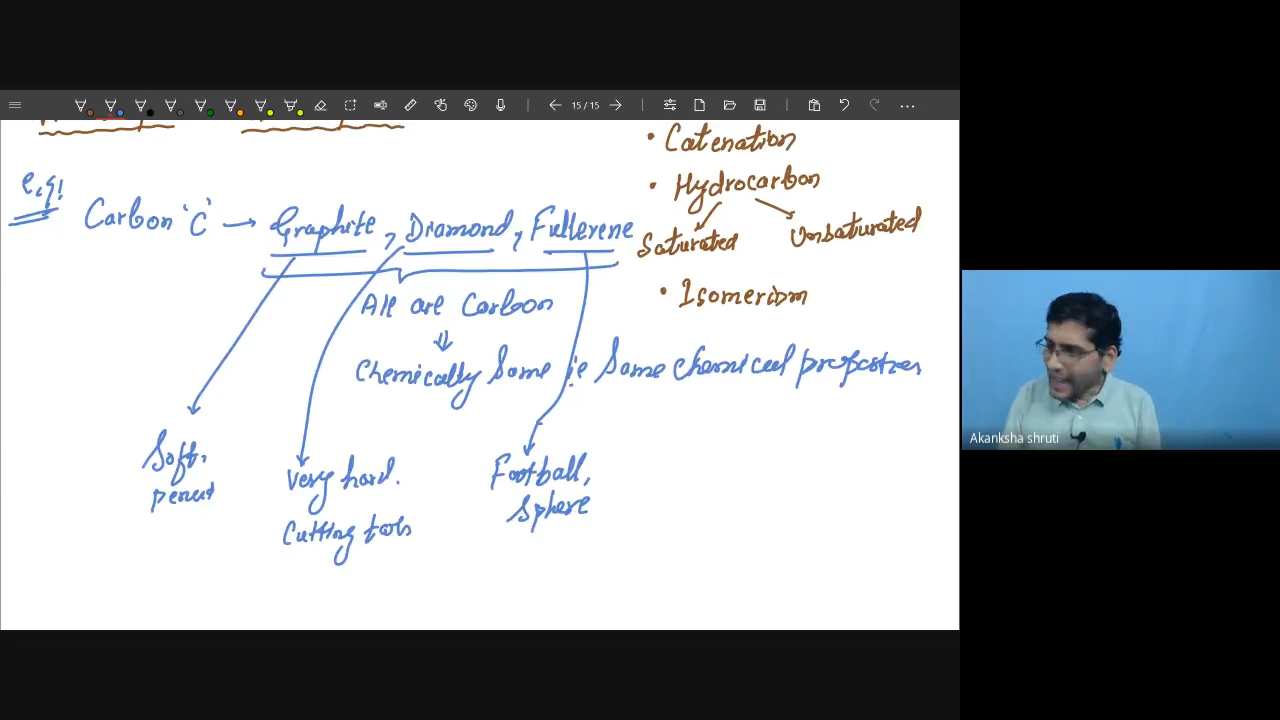 15 / 15
• Catenation
• Hydrocarbon
Saturated Unsaturated
• Isomerism
e.g!
Carbon 'C' → Graphite, Diamond, Fullerene
All are Carbon
Chemically Same ie Same Chemical properties
Soft,
pencil
Very hard.
Cutting tools
Football,
Sphere
Akanksha shruti